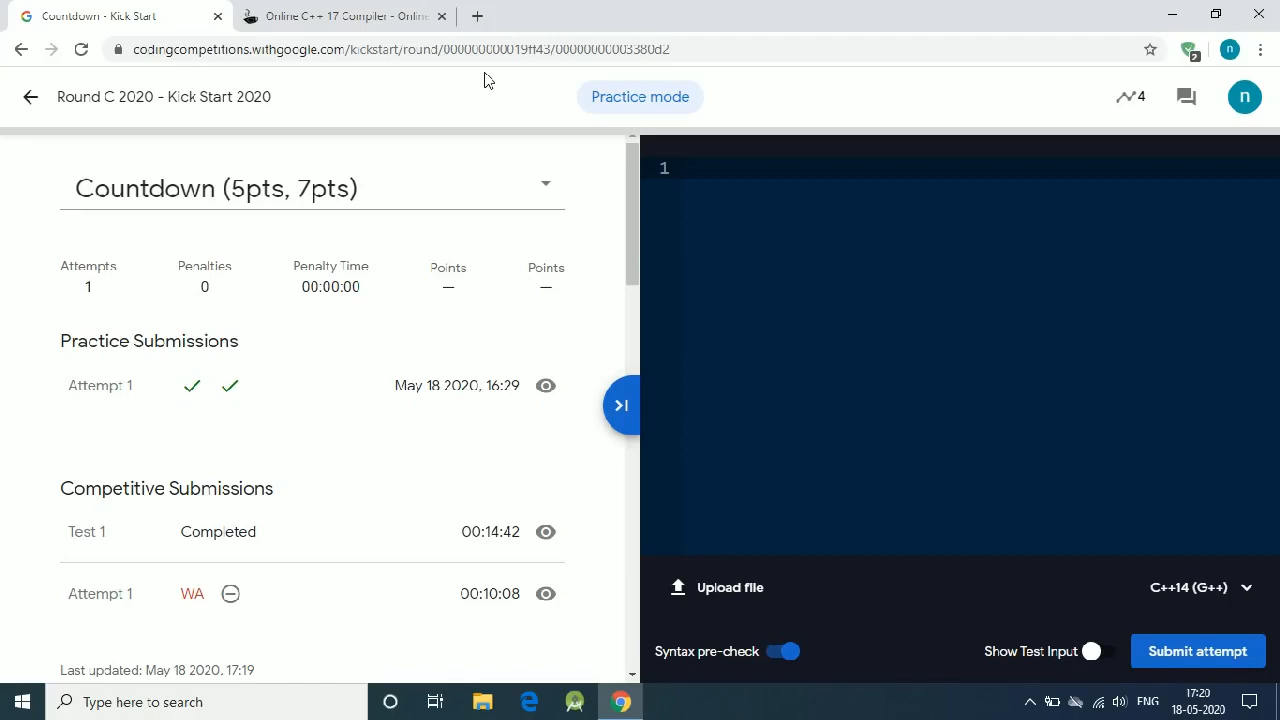 Countdown - Kick Start
Online C++ 17 Compiler - Online
codingcompetitions.withgoogle.com/kickstart/round/000000000019ff43/00000000003380d2
2
n
Round C 2020 - Kick Start 2020
Practice mode
4
n
Countdown (5pts, 7pts)
1
Attempts Penalties Penalty Time Points Points
1 0 00:00:00 — —
Practice Submissions
Attempt 1 May 18 2020, 16:29
Competitive Submissions
Test 1 Completed 00:14:42
Attempt 1 WA 00:10:08
Last updated: May 18 2020, 17:19
Upload file C++14 (G++)
Syntax pre-check Show Test Input Submit attempt
Type here to search
ENG
17:20
18-05-2020